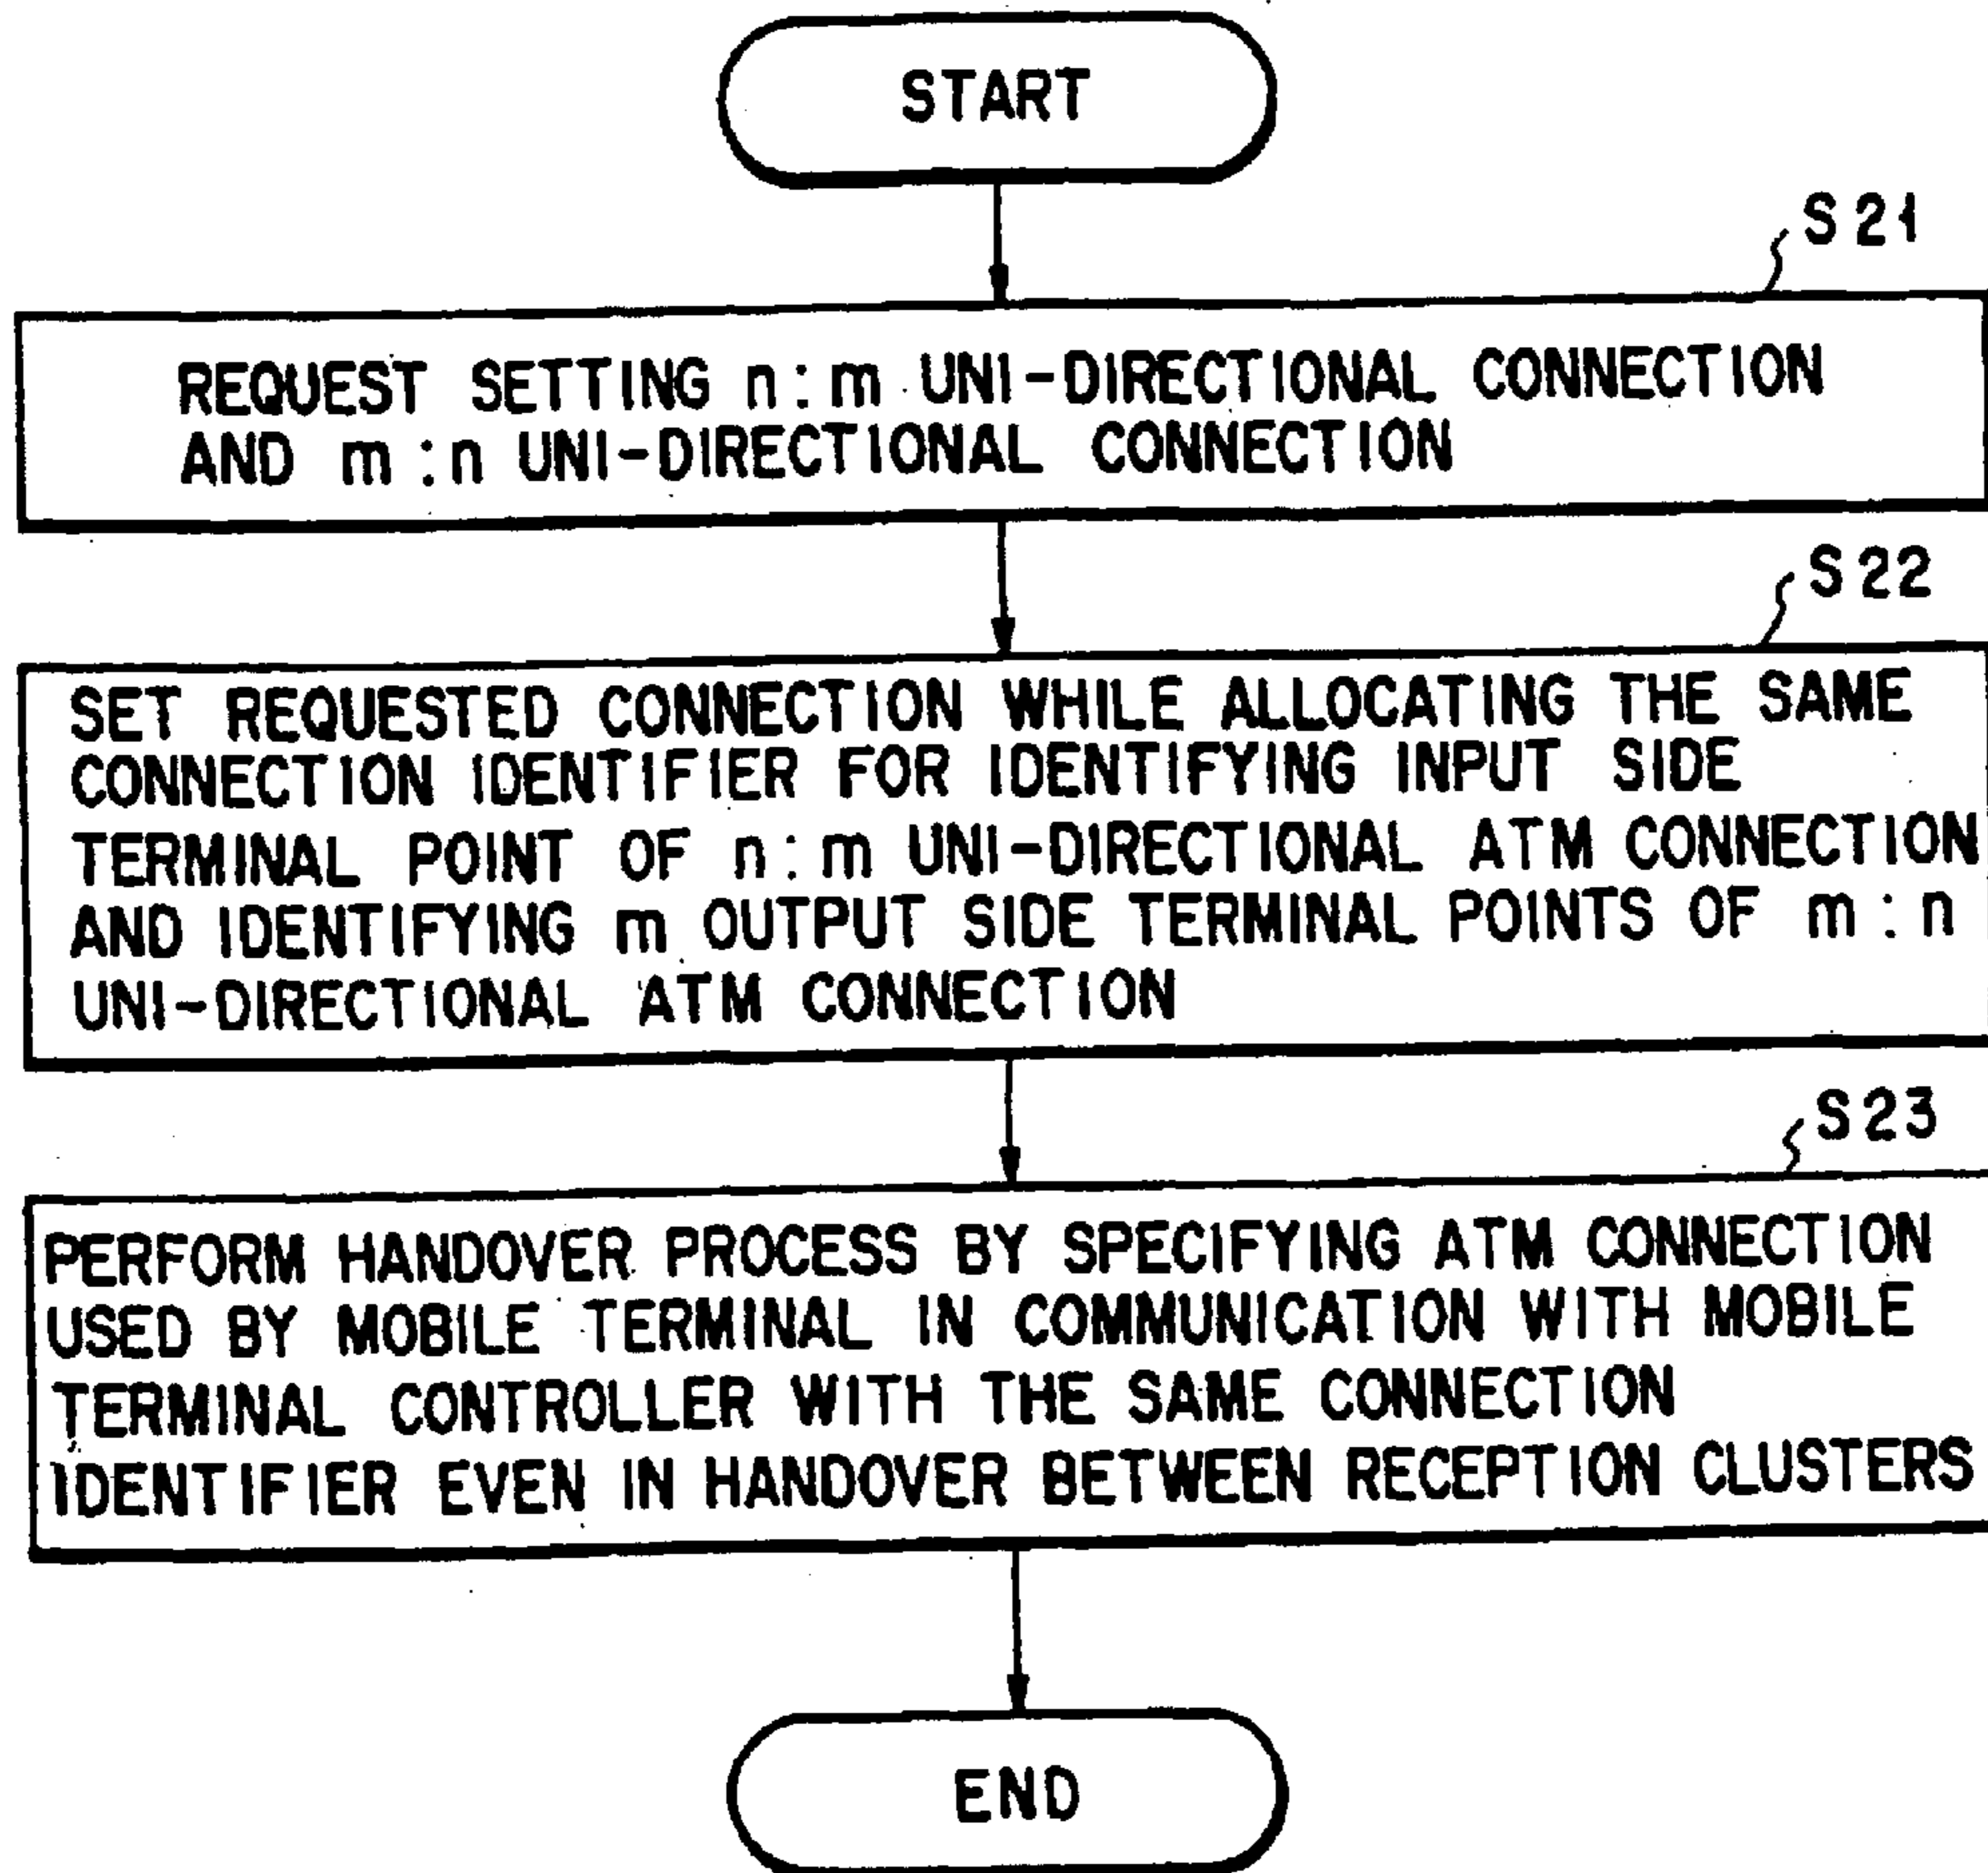 START
S21
REQUEST SETTING n:m UNI-DIRECTIONAL CONNECTION
AND m:n UNI-DIRECTIONAL CONNECTION
S22
SET REQUESTED CONNECTION WHILE ALLOCATING THE SAME
CONNECTION IDENTIFIER FOR IDENTIFYING INPUT SIDE
TERMINAL POINT OF n:m UNI-DIRECTIONAL ATM CONNECTION
AND IDENTIFYING m OUTPUT SIDE TERMINAL POINTS OF m:n
UNI-DIRECTIONAL ATM CONNECTION
S23
PERFORM HANDOVER PROCESS BY SPECIFYING ATM CONNECTION
USED BY MOBILE TERMINAL IN COMMUNICATION WITH MOBILE
TERMINAL CONTROLLER WITH THE SAME CONNECTION
IDENTIFIER EVEN IN HANDOVER BETWEEN RECEPTION CLUSTERS
END